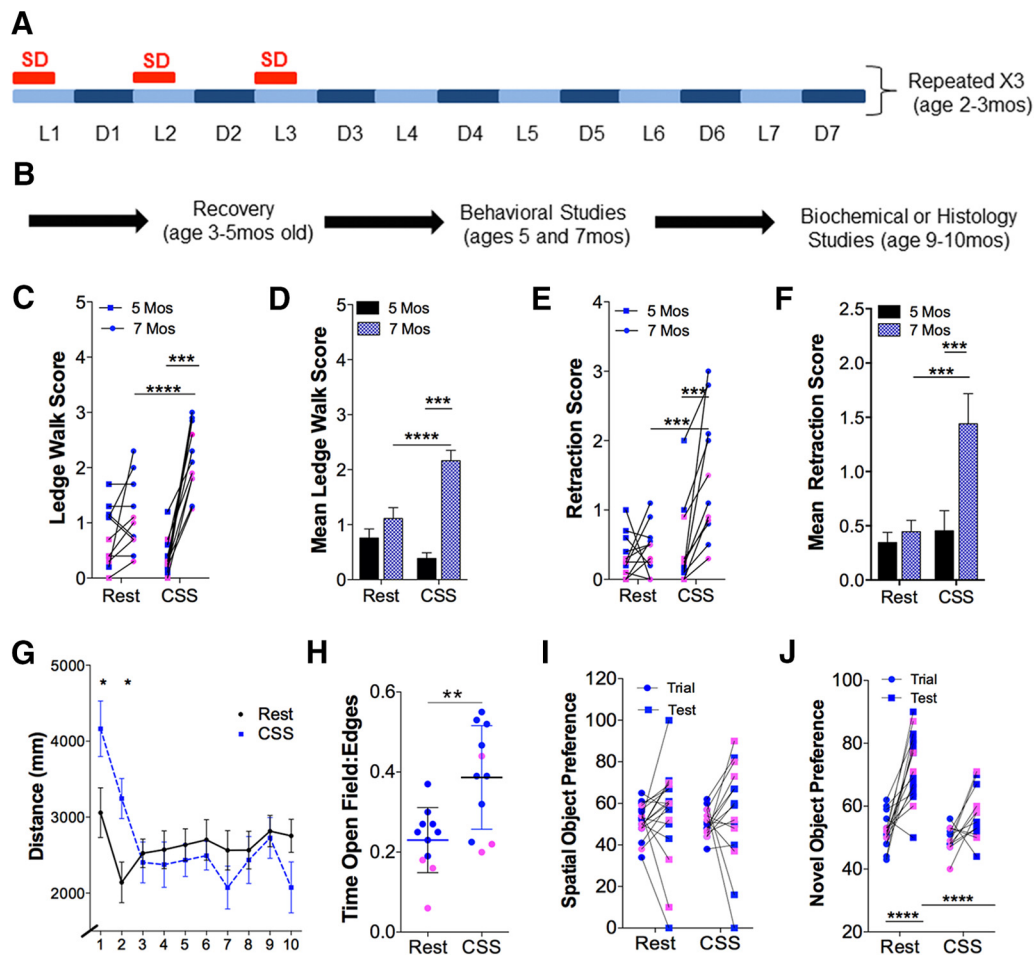 A
SD SD SD
L1 D1 L2 D2 L3 D3 L4 D4 L5 D5 L6 D6 L7 D7
Repeated X3
(age 2-3mos)
B
Recovery
(age 3-5mos old)
Behavioral Studies
(ages 5 and 7mos)
Biochemical or Histology
Studies (age 9-10mos)
C
Ledge Walk Score
5 Mos
7 Mos
5
4
3
2
1
0
***
****
Rest CSS
D
Mean Ledge Walk Score
5 Mos
7 Mos
5
4
3
2
1
0
***
****
Rest CSS
E
Retraction Score
5 Mos
7 Mos
4
3
2
1
0
***
***
Rest CSS
F
Mean Retraction Score
5 Mos
7 Mos
2.5
2.0
1.5
1.0
0.5
0.0
***
***
Rest CSS
G
Distance (mm)
5000
4000
3000
2000
* *
Rest
CSS
1 2 3 4 5 6 7 8 9 10
H
Time Open Field:Edges
0.6
0.4
0.2
0.0
**
Rest CSS
I
Spatial Object Preference
Trial
Test
120
100
80
60
40
20
0
Rest CSS
J
Novel Object Preference
Trial
Test
100
80
60
40
20
****
****
Rest CSS